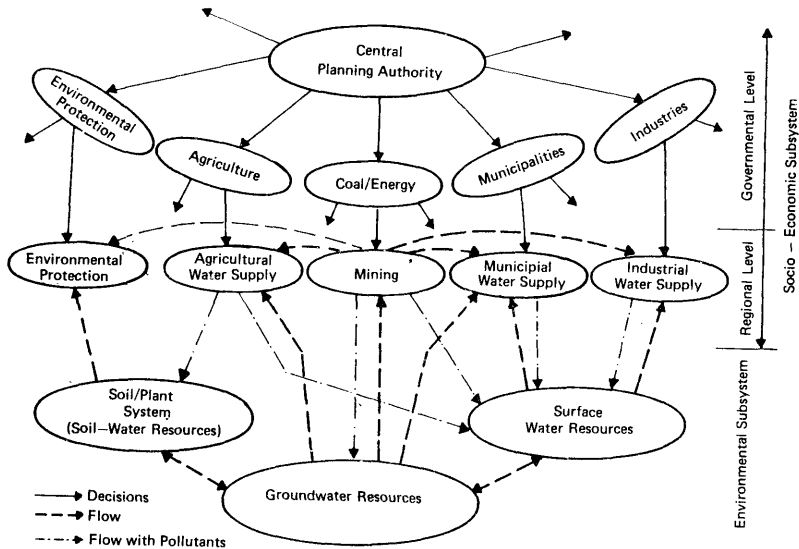 Central
Planning Authority
Environmental
Protection
Agriculture
Coal/Energy
Municipalities
Industries
Environmental
Protection
Agricultural
Water Supply
Mining
Municipial
Water Supply
Industrial
Water Supply
Soil/Plant
System
(Soil-Water Resources)
Surface
Water Resources
Groundwater Resources
Decisions
Flow
Flow with Pollutants
Governmental Level
Regional Level
Socio - Economic Subsystem
Environmental Subsystem